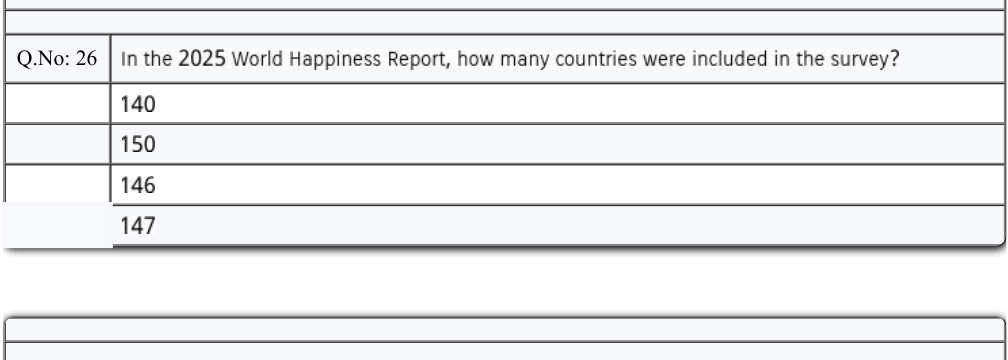 Q.No: 26 In the 2025 World Happiness Report, how many countries were included in the survey?
140
150
146
147